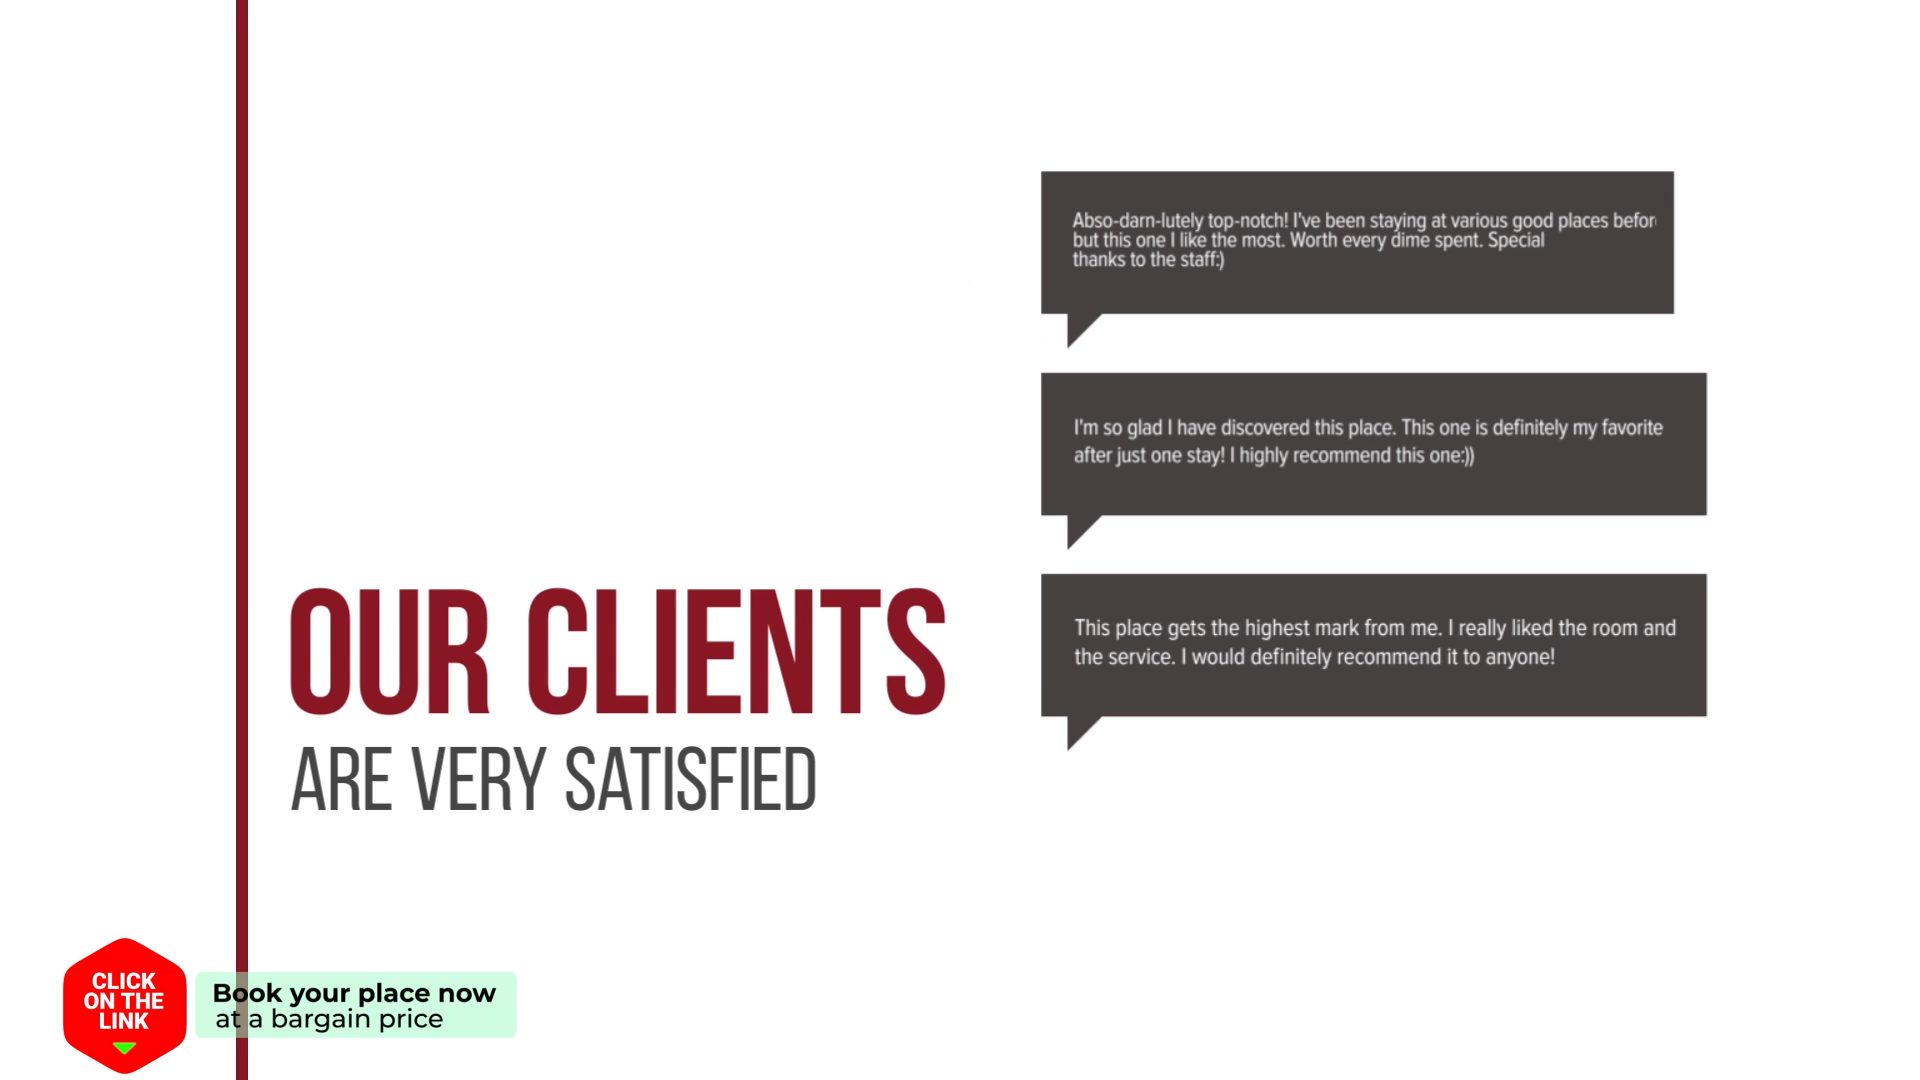 Abso-darn-lutely top-notch! I've been staying at various good places befor
but this one I like the most. Worth every dime spent. Special
thanks to the staff:)
I'm so glad I have discovered this place. This one is definitely my favorite
after just one stay! I highly recommend this one:))
This place gets the highest mark from me. I really liked the room and
the service. I would definitely recommend it to anyone!
OUR CLIENTS
ARE VERY SATISFIED
CLICK
ON THE
LINK
Book your place now
at a bargain price